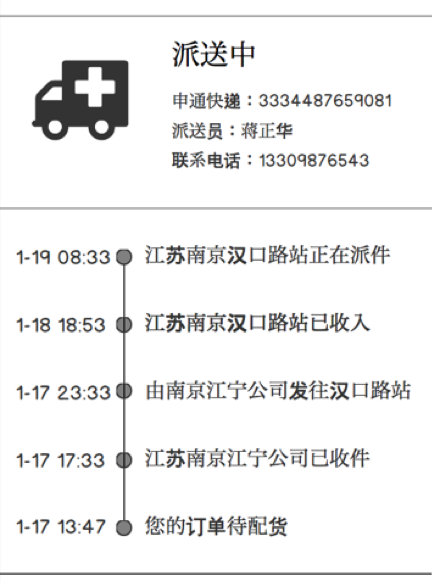 派送中
申通快递：3334487659081
派送员：蒋正华
联系电话：13309876543
1-19 08:33 江苏南京汉口路站正在派件
1-18 18:53 江苏南京汉口路站已收入
1-17 23:33 由南京江宁公司发往汉口路站
1-17 17:33 江苏南京江宁公司已收件
1-17 13:47 您的订单待配货